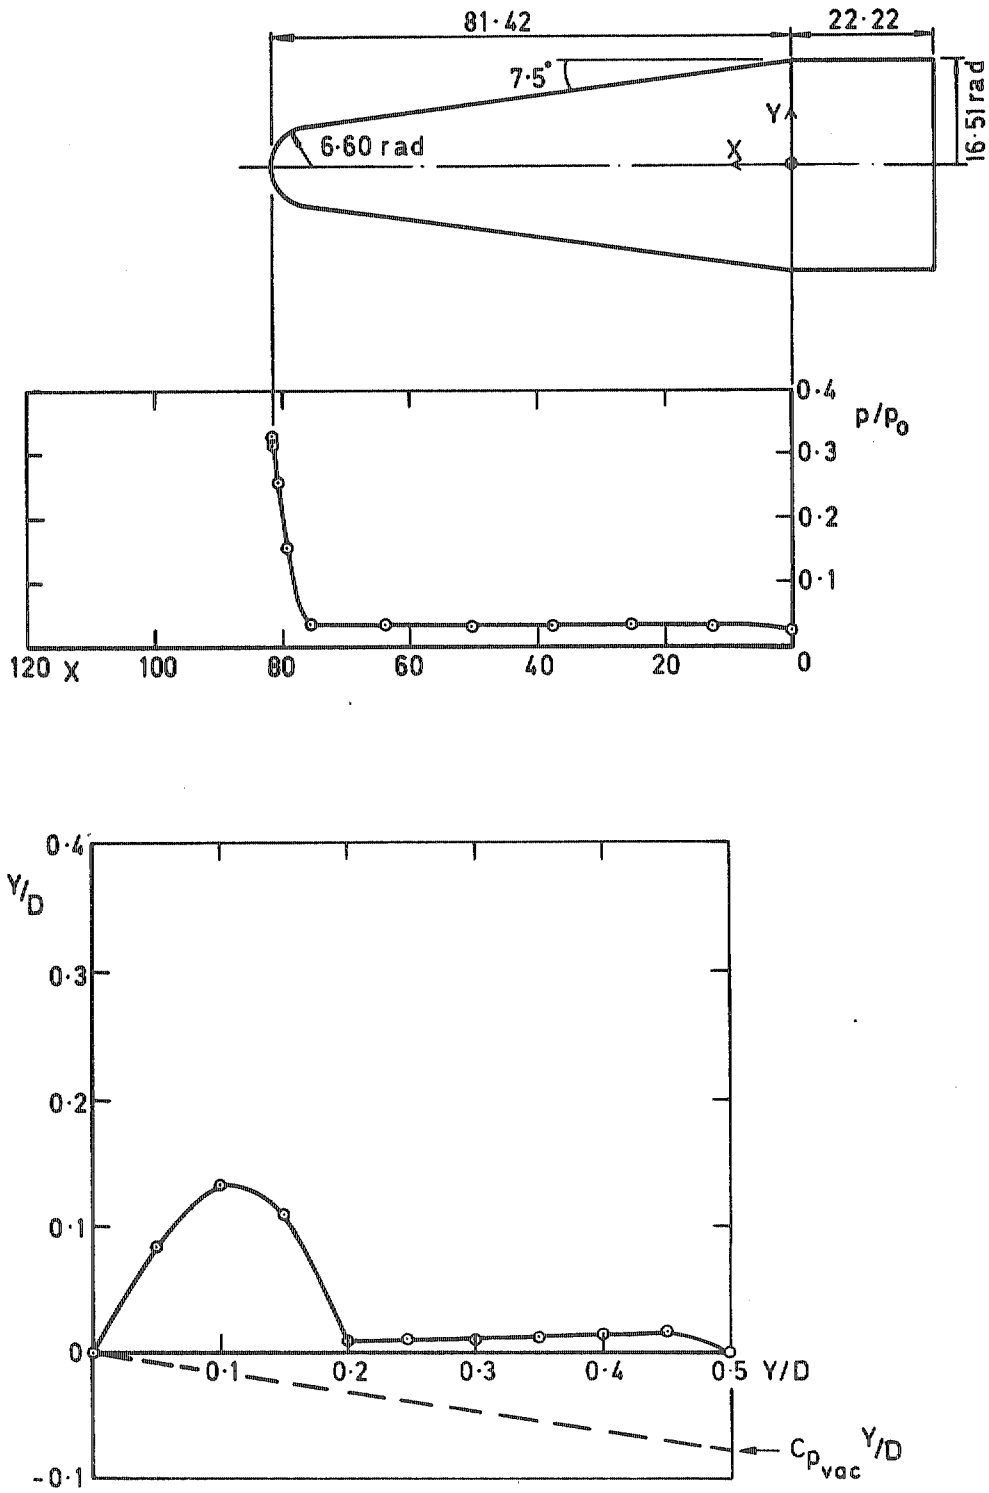 81·42
22·22
7·5°
Y
16·51 rad
6·60 rad
X
0·4
p/p₀
0·3
0·2
0·1
120 X 100 80 60 40 20 0
0·4
Y/D
0·3
0·2
0·1
0
0·1 0·2 0·3 0·4 0·5 Y/D
Cpvac Y/D
-0·1